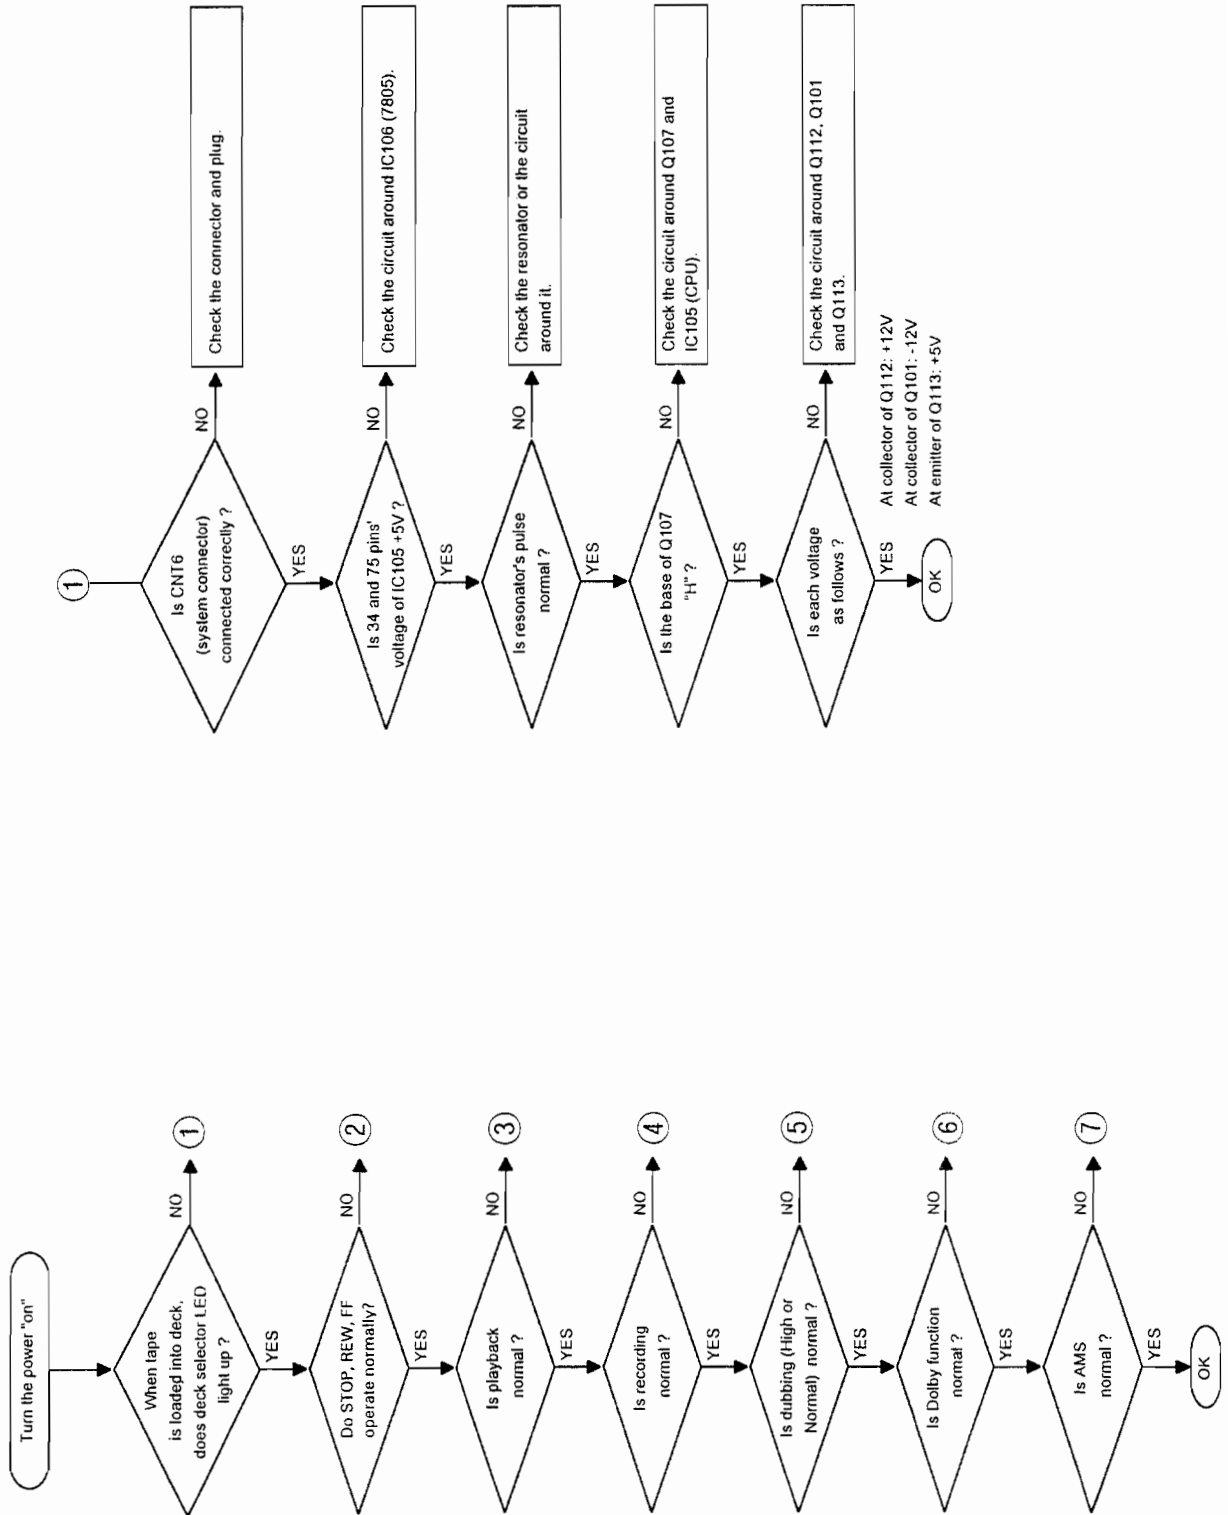 Turn the power "on"
When tape
is loaded into deck,
does deck selector LED
light up ?
NO
①
YES
Do STOP, REW, FF
operate normally?
NO
②
YES
Is playback
normal ?
NO
③
YES
Is recording
normal ?
NO
④
YES
Is dubbing (High or
Normal) normal ?
NO
⑤
YES
Is Dolby function
normal ?
NO
⑥
YES
Is AMS
normal ?
NO
⑦
YES
OK
①
Is CNT6
(system connector)
connected correctly ?
NO
Check the connector and plug.
YES
Is 34 and 75 pins'
voltage of IC105 +5V ?
NO
Check the circuit around IC106 (7805).
YES
Is resonator's pulse
normal ?
NO
Check the resonator or the circuit
around it.
YES
Is the base of Q107
"H" ?
NO
Check the circuit around Q107 and
IC105 (CPU).
YES
Is each voltage
as follows ?
NO
Check the circuit around Q112, Q101
and Q113.
YES
At collector of Q112: +12V
At collector of Q101: -12V
At emitter of Q113: +5V
OK